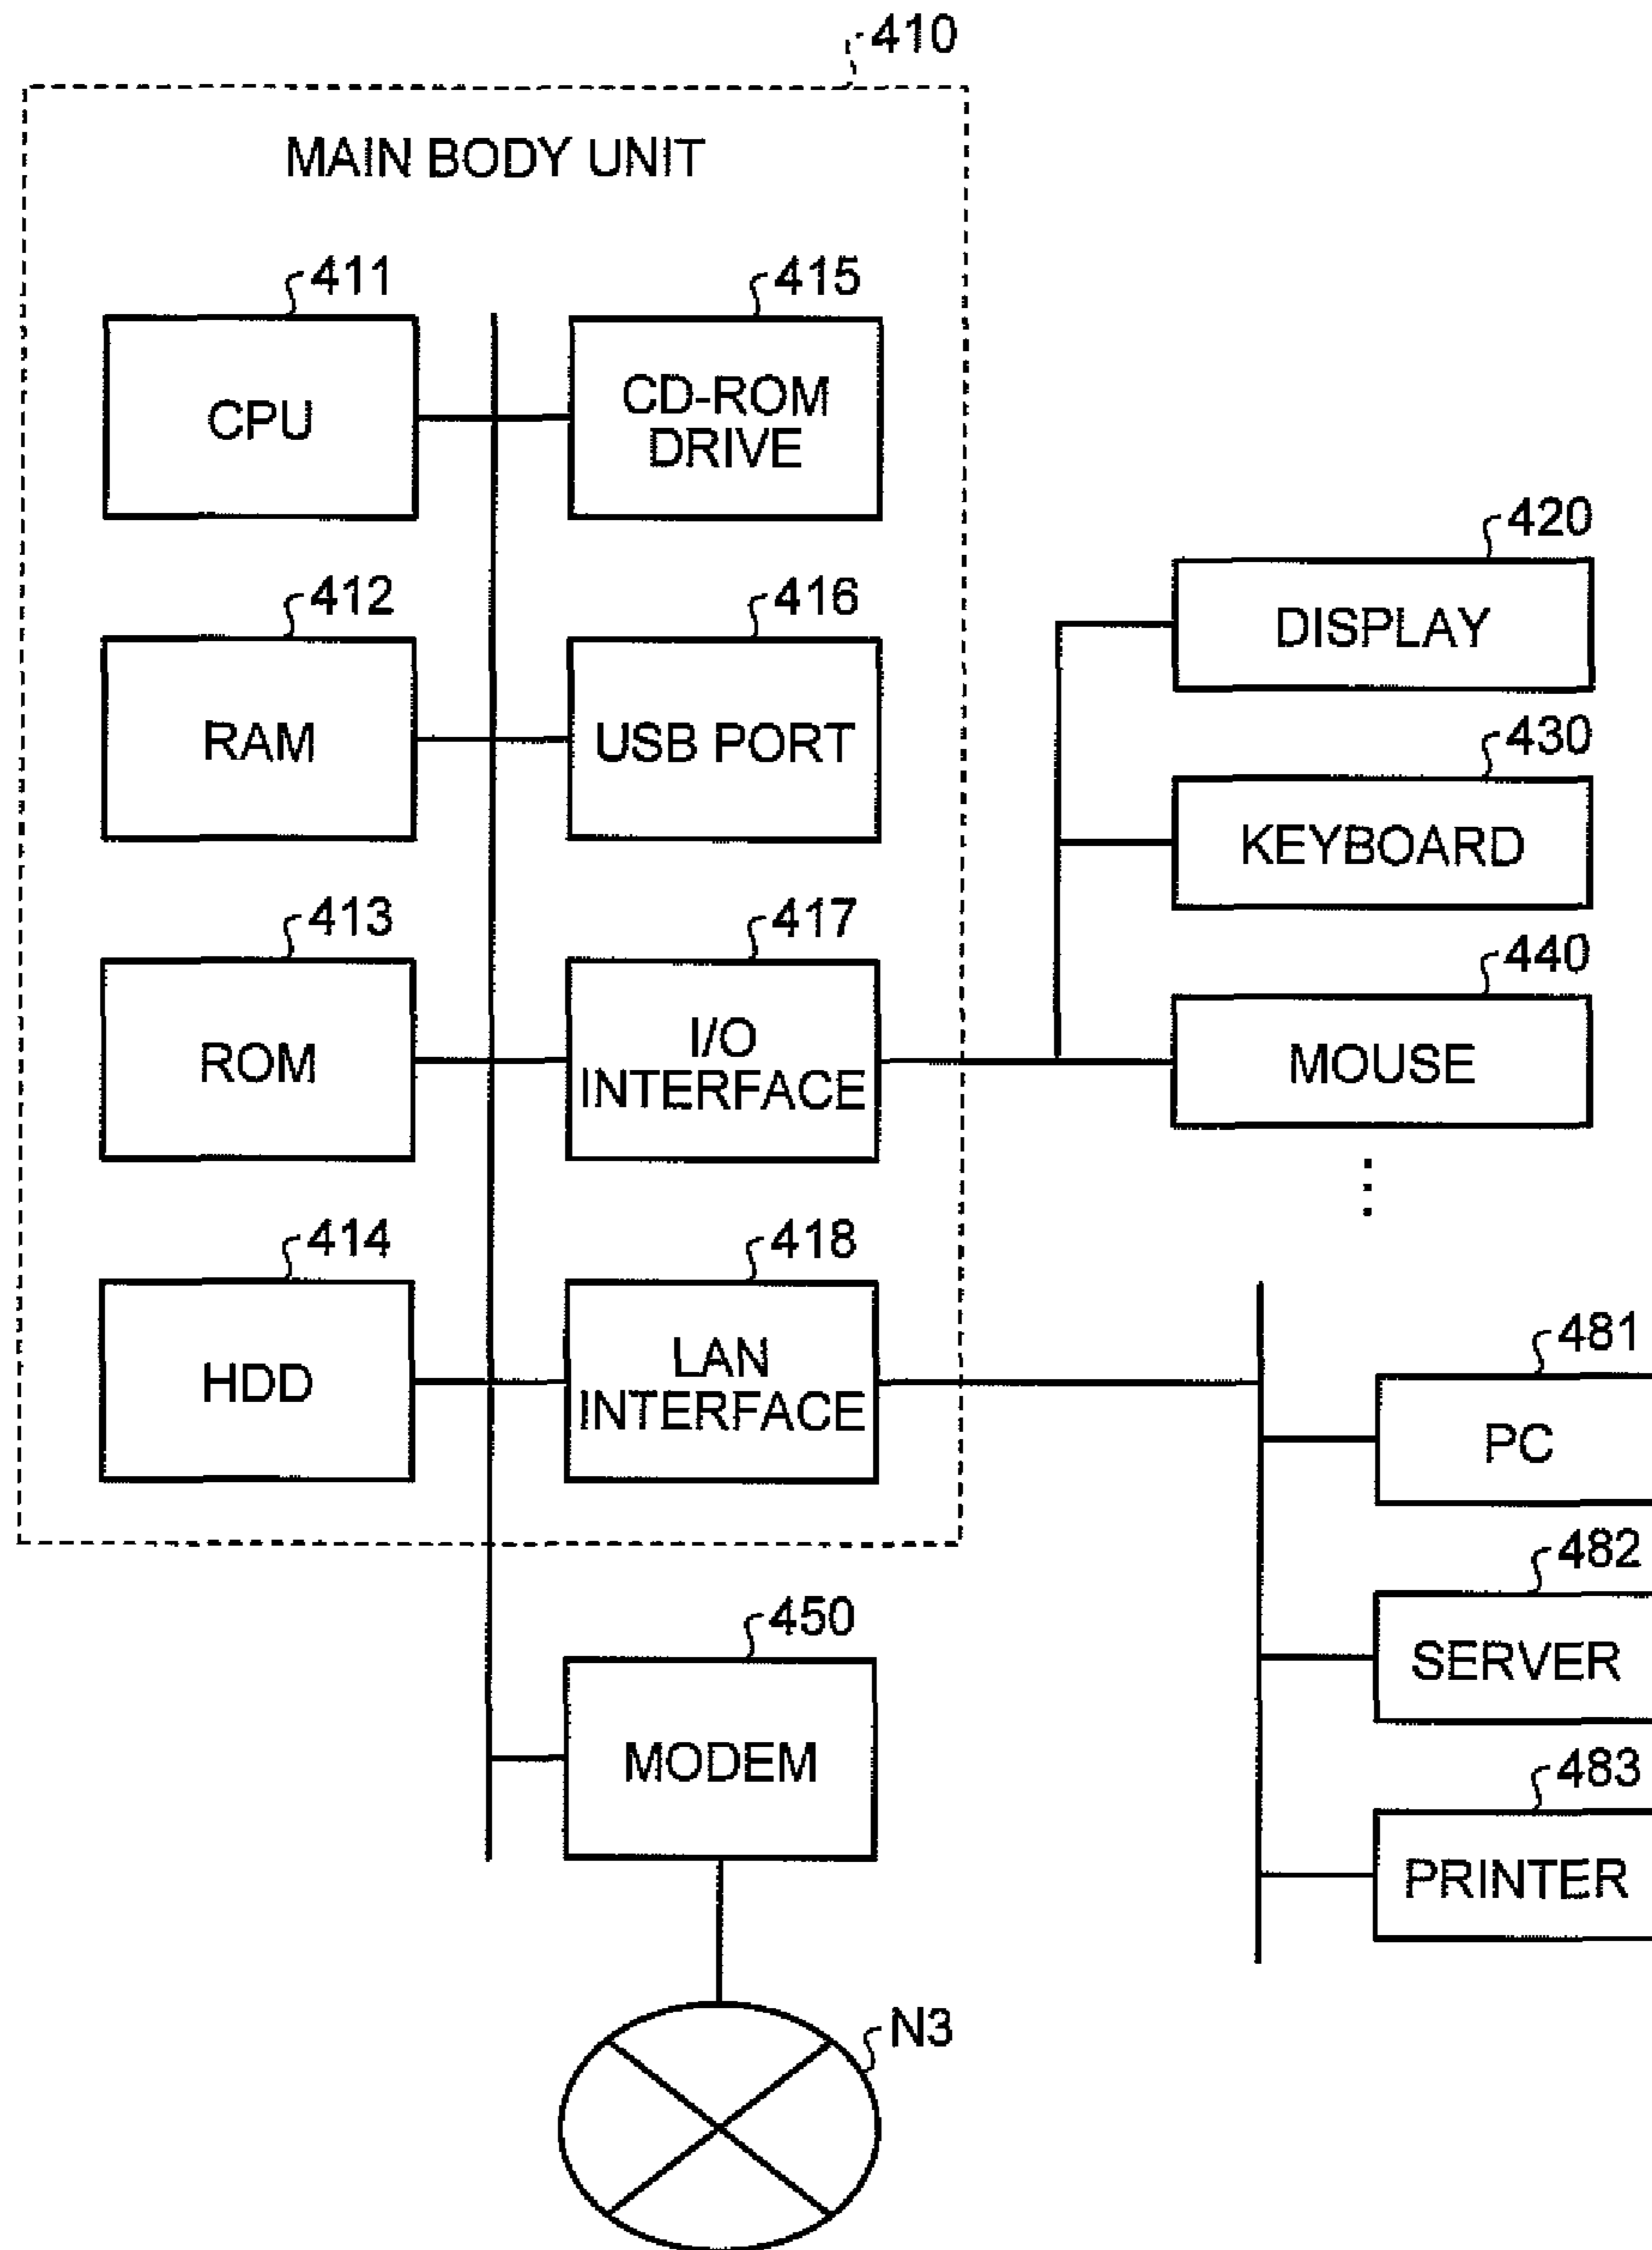 410
MAIN BODY UNIT
411
415
CPU
CD-ROM
DRIVE
412
416
RAM
USB PORT
413
417
ROM
I/O
INTERFACE
414
418
HDD
LAN
INTERFACE
420
DISPLAY
430
KEYBOARD
440
MOUSE
481
PC
482
SERVER
483
PRINTER
450
MODEM
N3